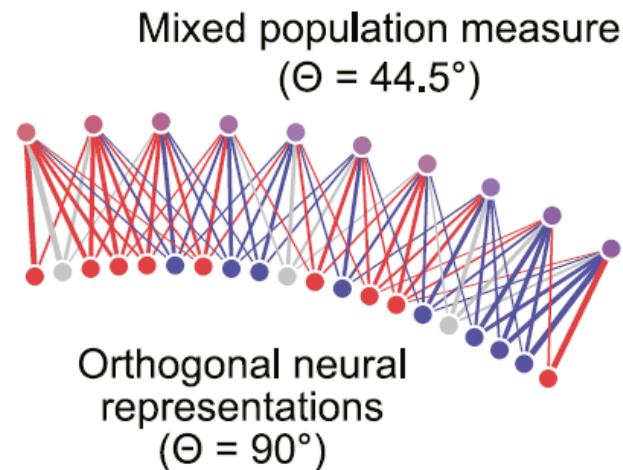 Mixed population measure
(Θ = 44.5°)
Orthogonal neural
representations
(Θ = 90°)